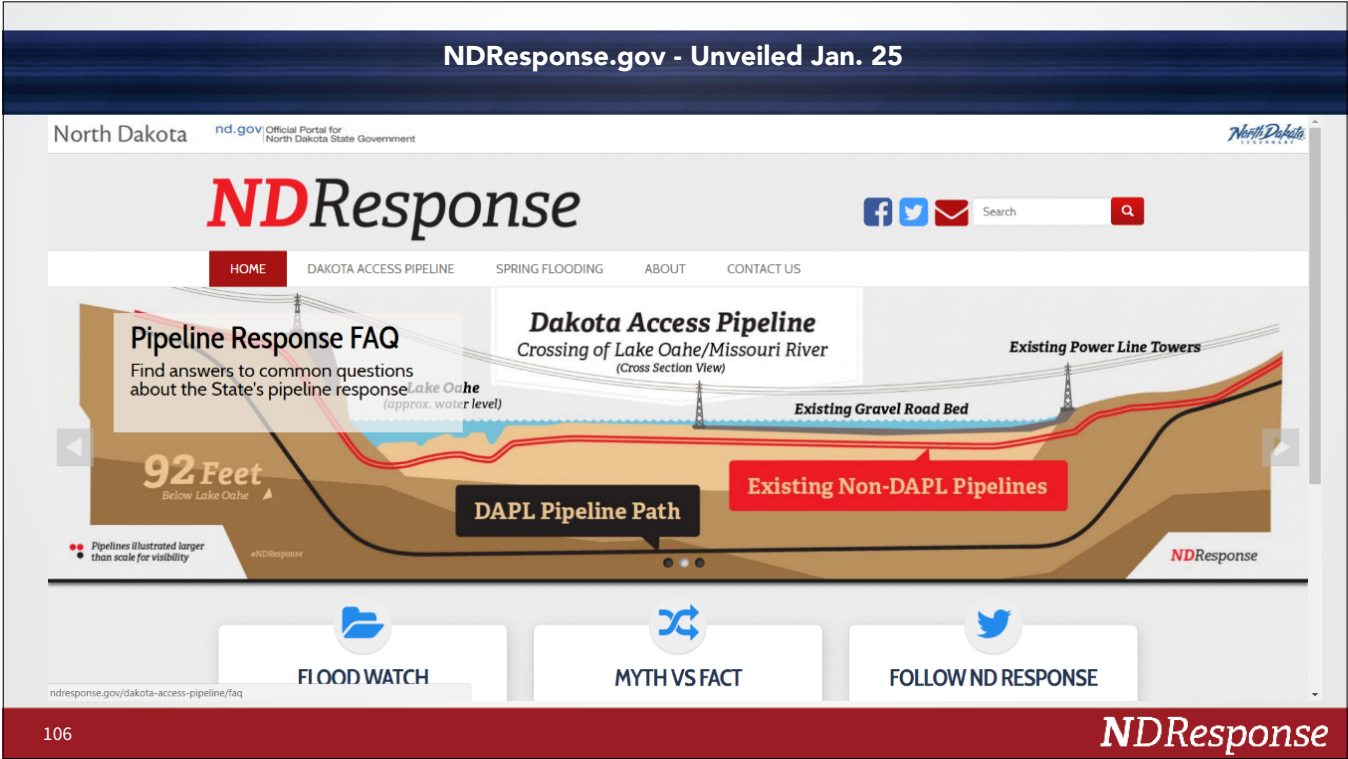 NDResponse.gov - Unveiled Jan. 25
North Dakota
nd.gov
Official Portal for
North Dakota State Government
North Dakota
LEGENDARY
NDResponse
Search
HOME
DAKOTA ACCESS PIPELINE
SPRING FLOODING
ABOUT
CONTACT US
Pipeline Response FAQ
Find answers to common questions
about the State's pipeline response
Dakota Access Pipeline
Crossing of Lake Oahe/Missouri River
(Cross Section View)
Existing Power Line Towers
Lake Oahe
(approx. water level)
Existing Gravel Road Bed
92 Feet
Below Lake Oahe
Existing Non-DAPL Pipelines
DAPL Pipeline Path
Pipelines illustrated larger
than scale for visibility
#NDResponse
NDResponse
FLOOD WATCH
MYTH VS FACT
FOLLOW ND RESPONSE
ndresponse.gov/dakota-access-pipeline/faq
106
NDResponse